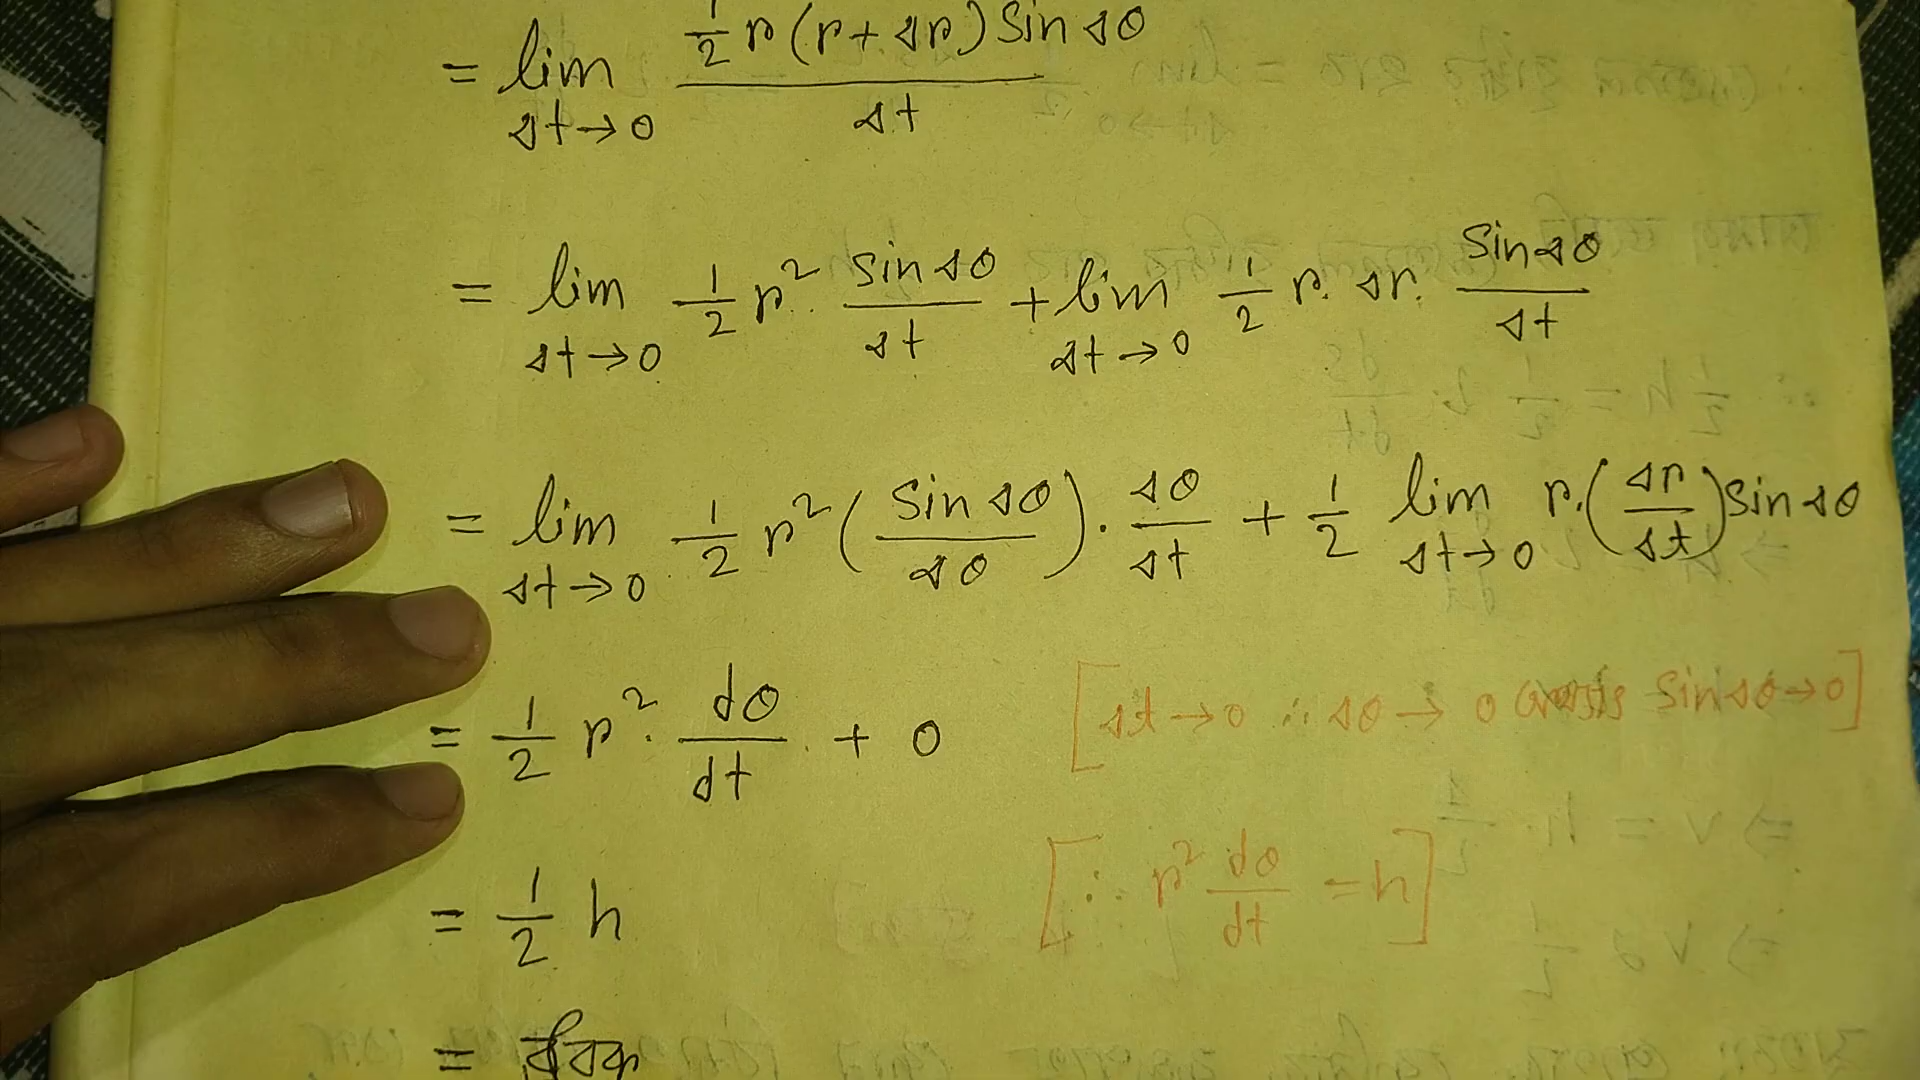 = lim Δt→0 ½ r (r + Δr) Sin Δθ / Δt
= lim Δt→0 ½ r² · Sin Δθ / Δt + lim Δt→0 ½ r. Δr. Sin Δθ / Δt
= lim Δt→0 ½ r² (Sin Δθ / Δθ) · Δθ / Δt + ½ lim Δt→0 r. (Δr / Δt) Sin Δθ
= ½ r² · dθ / dt + 0 [Δt → 0 ∴ Δθ → 0 Sin Δθ → 0]
= ½ h [∴ r² dθ / dt = h]
= ধ্রুবক